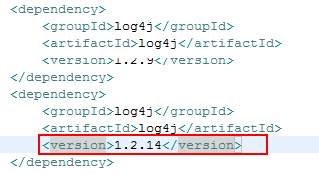 <dependency>
<groupId>log4j</groupId>
<artifactId>log4j</artifactId>
<version>1.2.9</version>
</dependency>
<dependency>
<groupId>log4j</groupId>
<artifactId>log4j</artifactId>
<version>1.2.14</version>
</dependency>